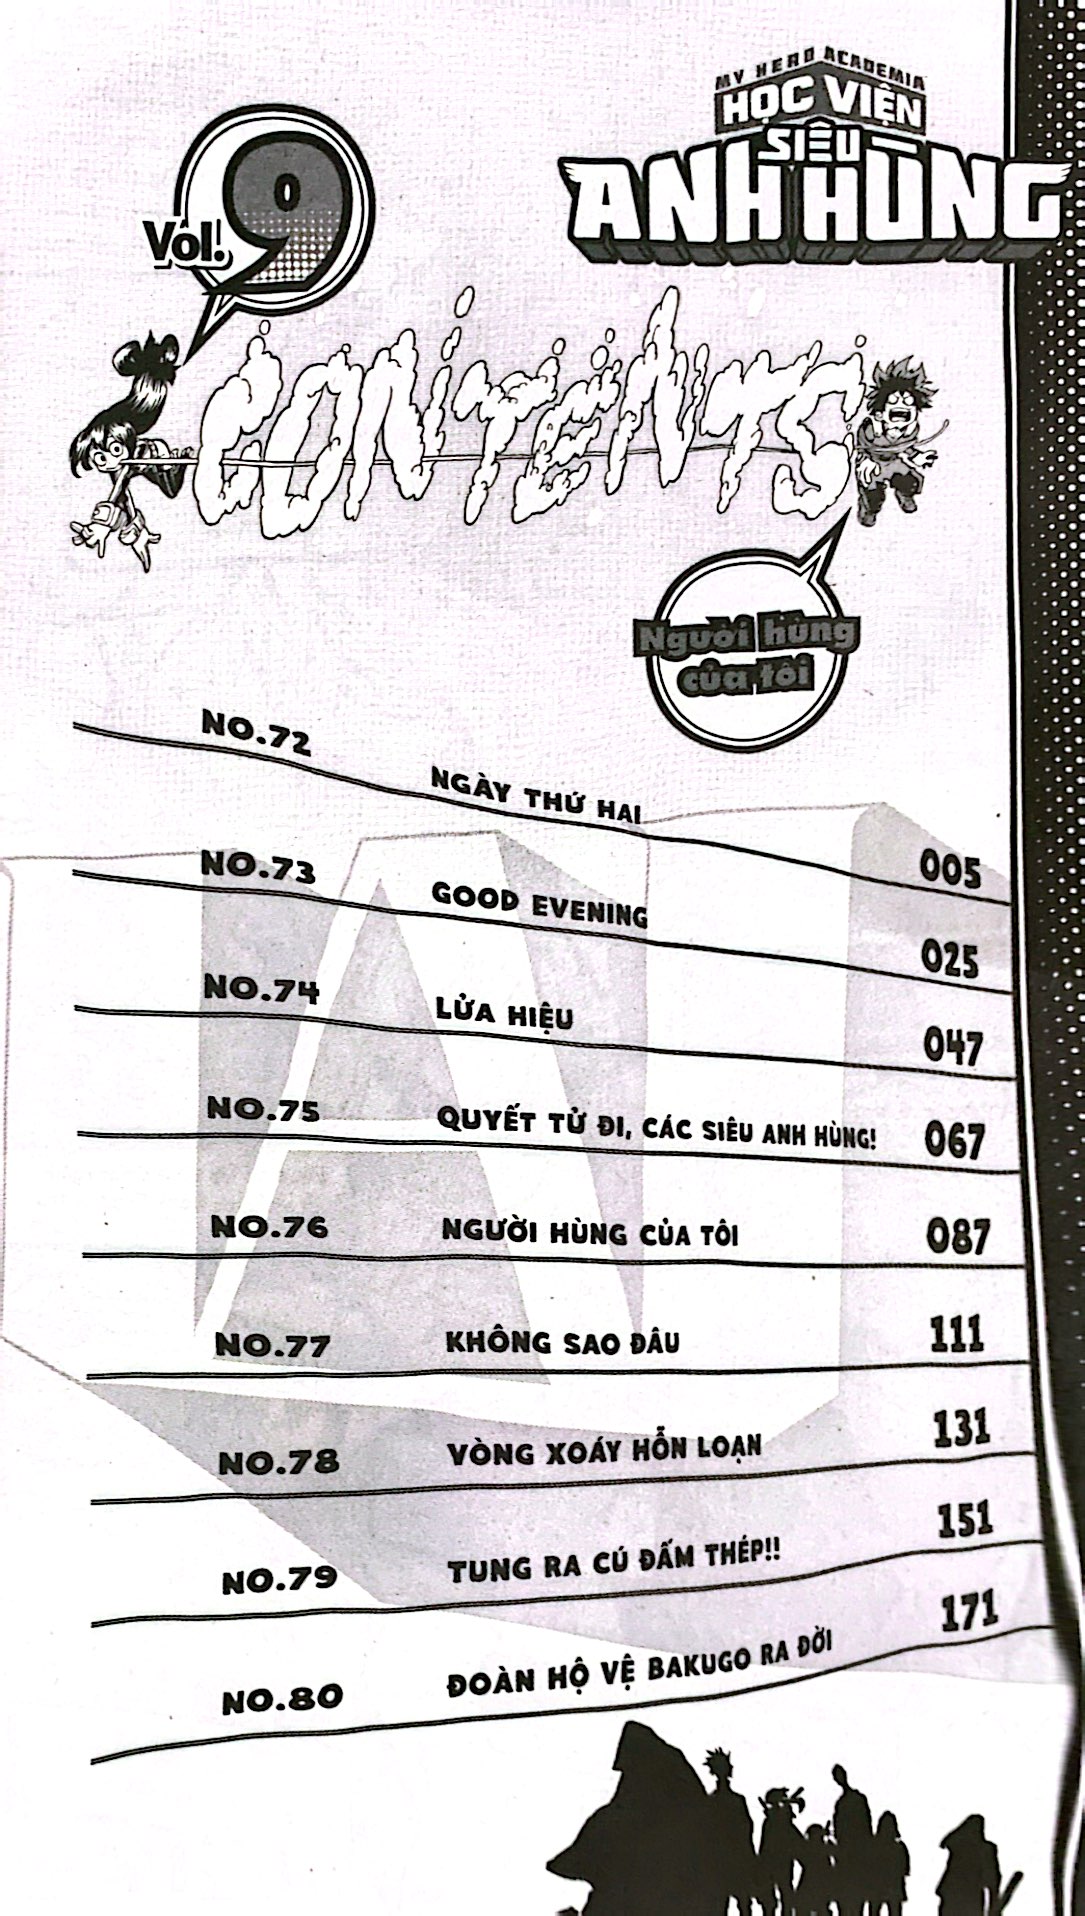 MY HERO ACADEMIA
HỌC VIỆN
SIÊU
ANH HÙNG
Vol. 9
CONTENTS
Người hùng
của tôi
NO.72 NGÀY THỨ HAI 005
NO.73 GOOD EVENING 025
NO.74 LỬA HIỆU 047
NO.75 QUYẾT TỬ ĐI, CÁC SIÊU ANH HÙNG! 067
NO.76 NGƯỜI HÙNG CỦA TÔI 087
NO.77 KHÔNG SAO ĐÂU 111
NO.78 VÒNG XOÁY HỖN LOẠN 131
NO.79 TUNG RA CÚ ĐẤM THÉP!! 151
NO.80 ĐOÀN HỘ VỆ BAKUGO RA ĐỜI 171